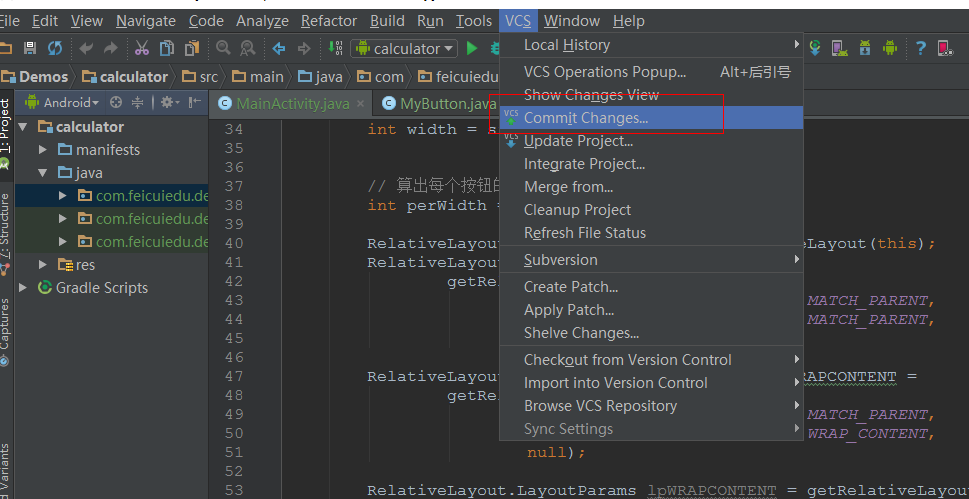 File Edit View Navigate Code Analyze Refactor Build Run Tools VCS Window Help
calculator
Demos calculator src main java com feicuiedu
Android
MainActivity.java MyButton.java
1: Project
Z: Structure
Captures
calculator
manifests
java
com.feicuiedu.de
com.feicuiedu.de
com.feicuiedu.de
res
Gradle Scripts
34 int width = s
35
36
37 // 算出每个按钮的
38 int perWidth =
39
40 RelativeLayout. eLayout(this);
41 RelativeLayout
42 getRe
43 MATCH_PARENT,
44 MATCH_PARENT,
45
46
47 RelativeLayout. RAPCONTENT =
48 getRe
49 MATCH_PARENT,
50 WRAP_CONTENT,
51 null);
52
53 RelativeLayout.LayoutParams lpWRAPCONTENT = getRelativeLayou
Local History
VCS Operations Popup... Alt+后引号
Show Changes View
Commit Changes...
Update Project...
Integrate Project...
Merge from...
Cleanup Project
Refresh File Status
Subversion
Create Patch...
Apply Patch...
Shelve Changes...
Checkout from Version Control
Import into Version Control
Browse VCS Repository
Sync Settings